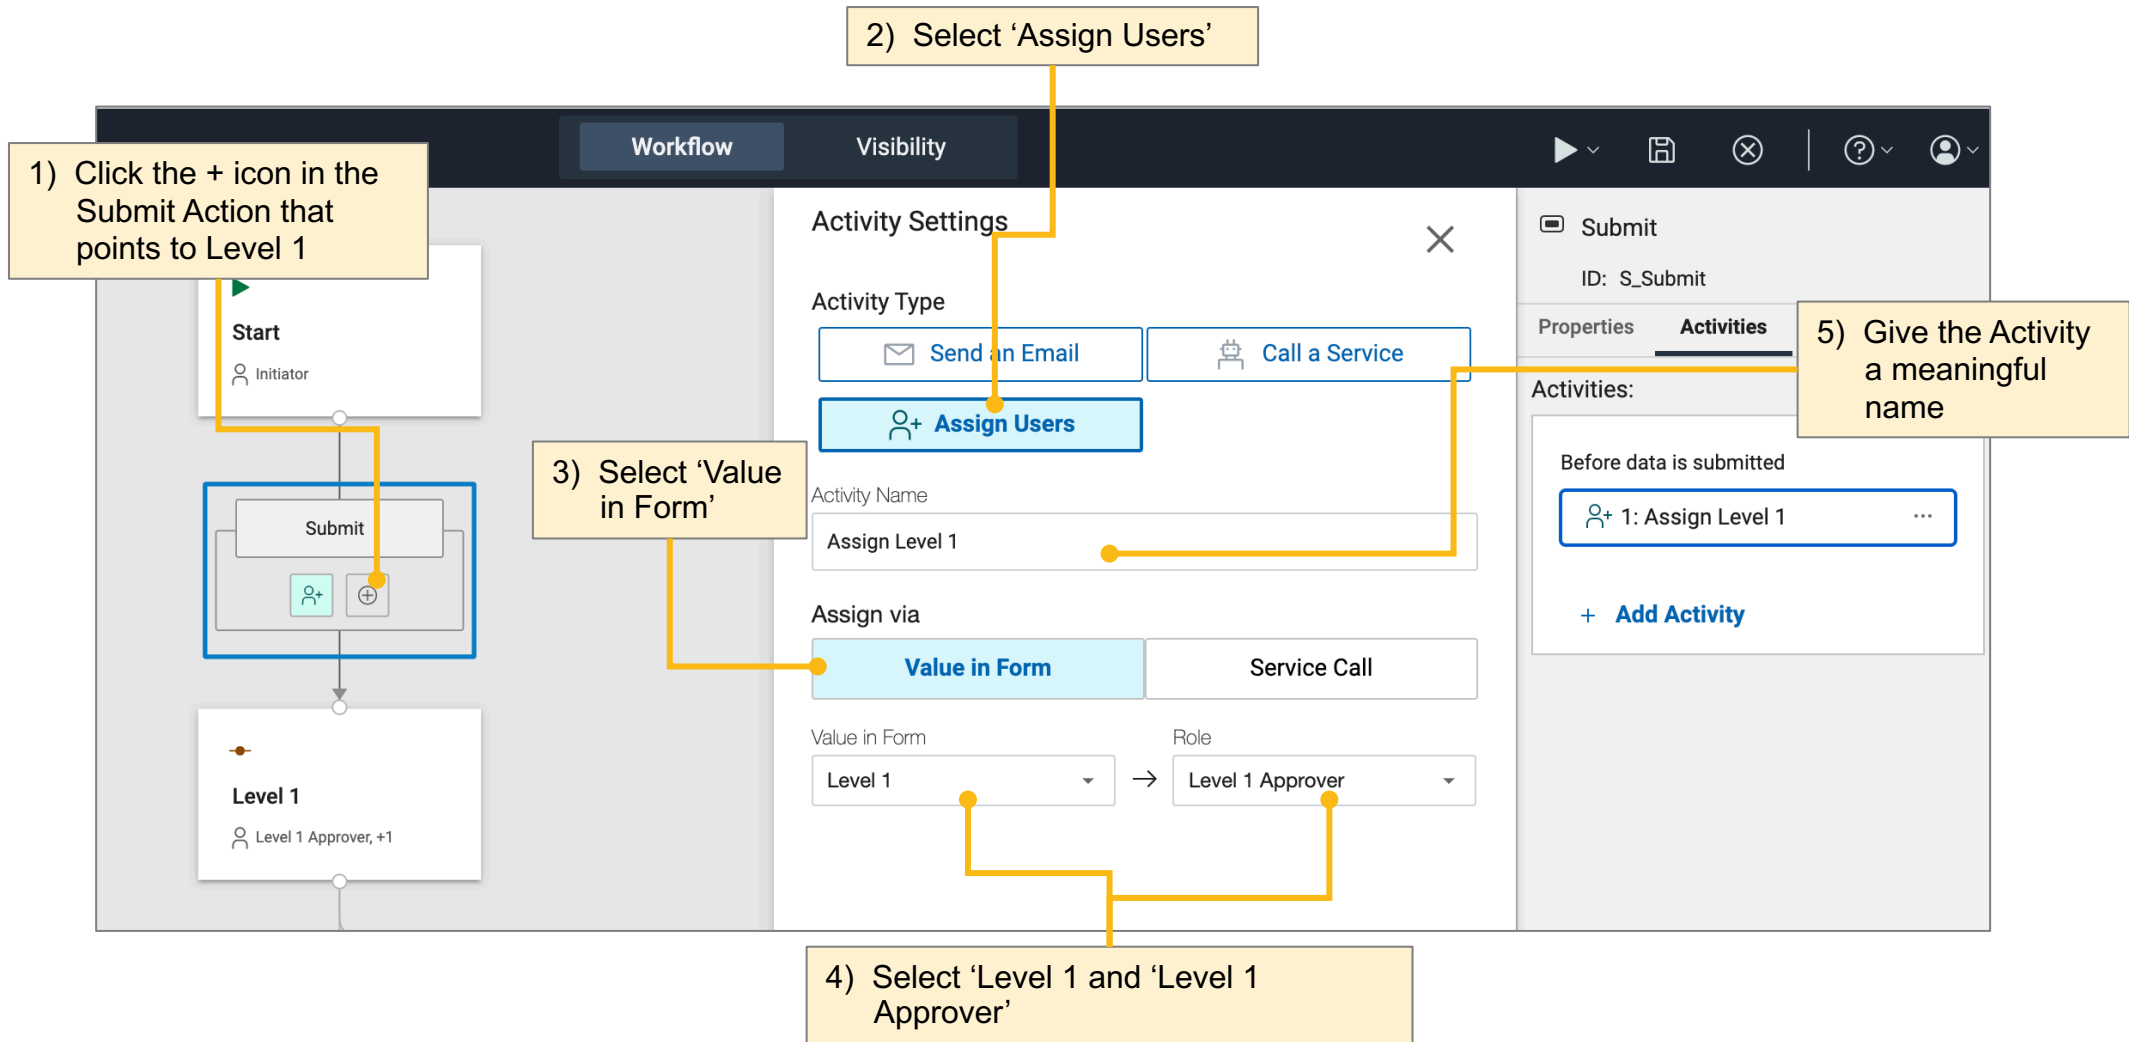 2) Select ‘Assign Users’
Workflow
Visibility
1) Click the + icon in the
Submit Action that
points to Level 1
Start
Initiator
Submit
Level 1
Level 1 Approver, +1
Activity Settings
Activity Type
Send an Email
Call a Service
Assign Users
3) Select ‘Value
in Form’
Activity Name
Assign Level 1
Assign via
Value in Form
Service Call
Value in Form
Role
Level 1
Level 1 Approver
4) Select ‘Level 1 and ‘Level 1
Approver’
Submit
ID: S_Submit
Properties
Activities
5) Give the Activity
a meaningful
name
Activities:
Before data is submitted
1: Assign Level 1
+ Add Activity